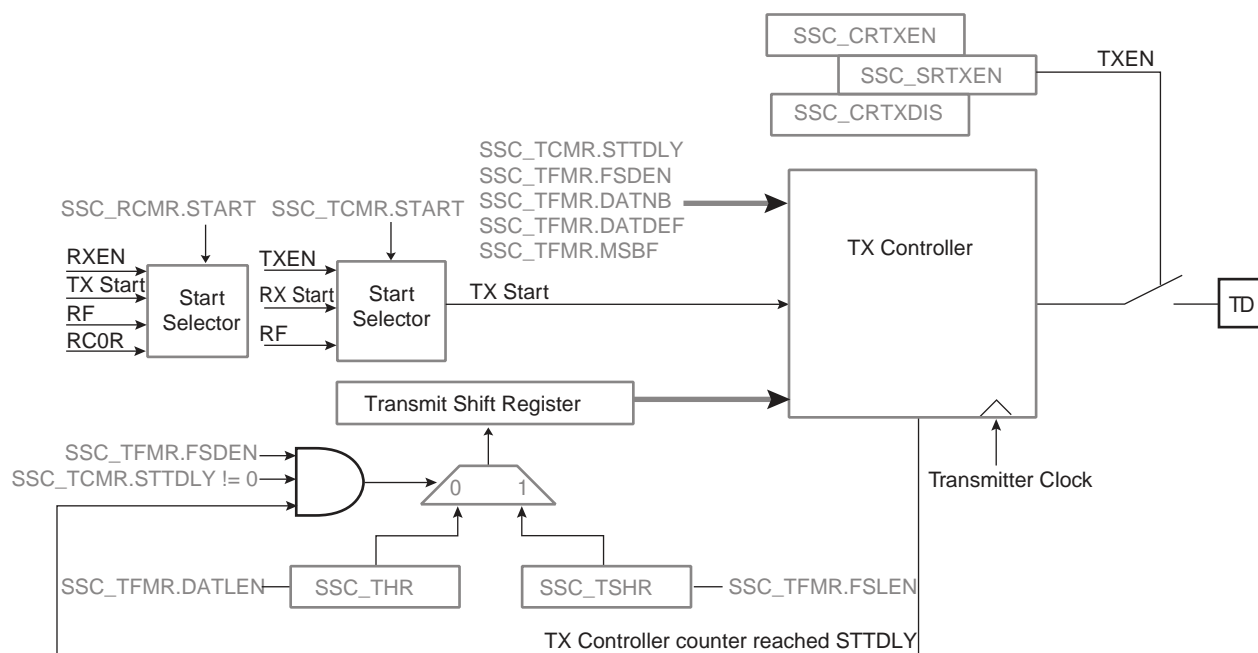 SSC_CRTXEN
SSC_SRTXEN
TXEN
SSC_CRTXDIS
SSC_TCMR.STTDLY
SSC_TFMR.FSDEN
SSC_TFMR.DATNB
SSC_TFMR.DATDEF
SSC_TFMR.MSBF
SSC_RCMR.START
SSC_TCMR.START
RXEN
TX Start
RF
RC0R
Start
Selector
TXEN
RX Start
RF
Start
Selector
TX Start
TX Controller
TD
Transmit Shift Register
Transmitter Clock
SSC_TFMR.FSDEN
SSC_TCMR.STTDLY != 0
0 1
SSC_TFMR.DATLEN
SSC_THR
SSC_TSHR
SSC_TFMR.FSLEN
TX Controller counter reached STTDLY